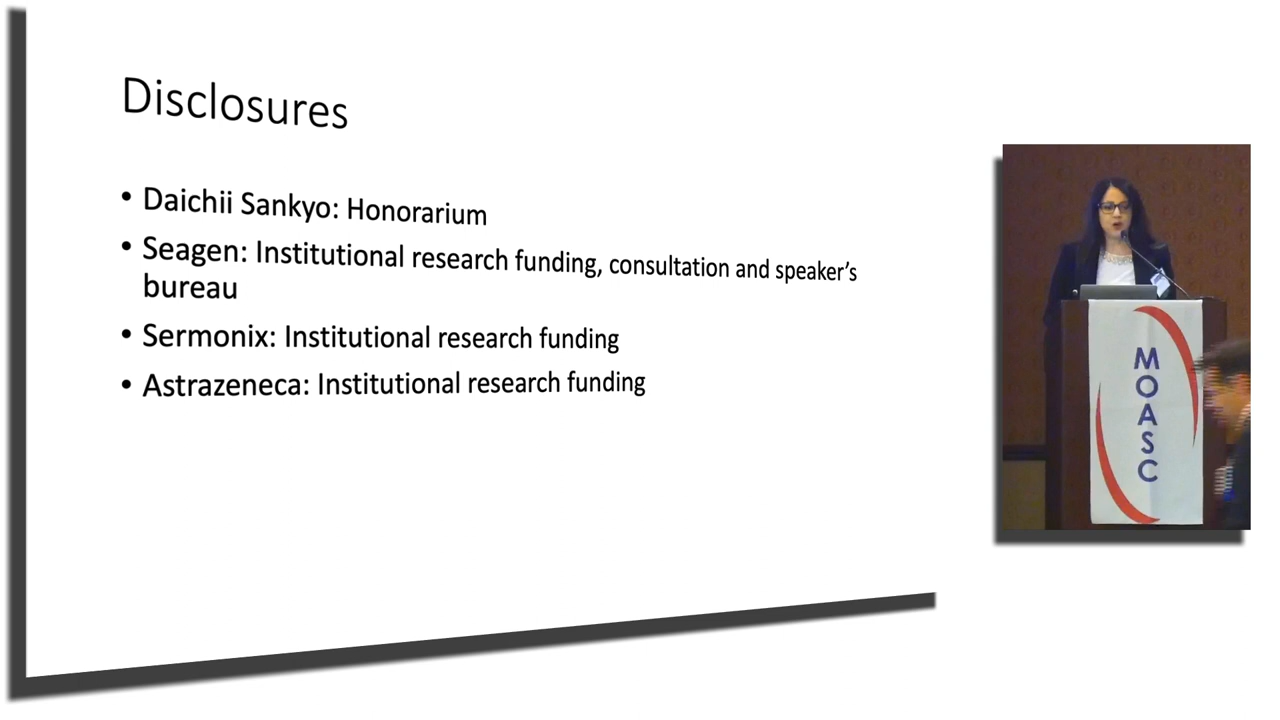 Disclosures
• Daichii Sankyo: Honorarium
• Seagen: Institutional research funding, consultation and speaker's
bureau
• Sermonix: Institutional research funding
• Astrazeneca: Institutional research funding
MOASC